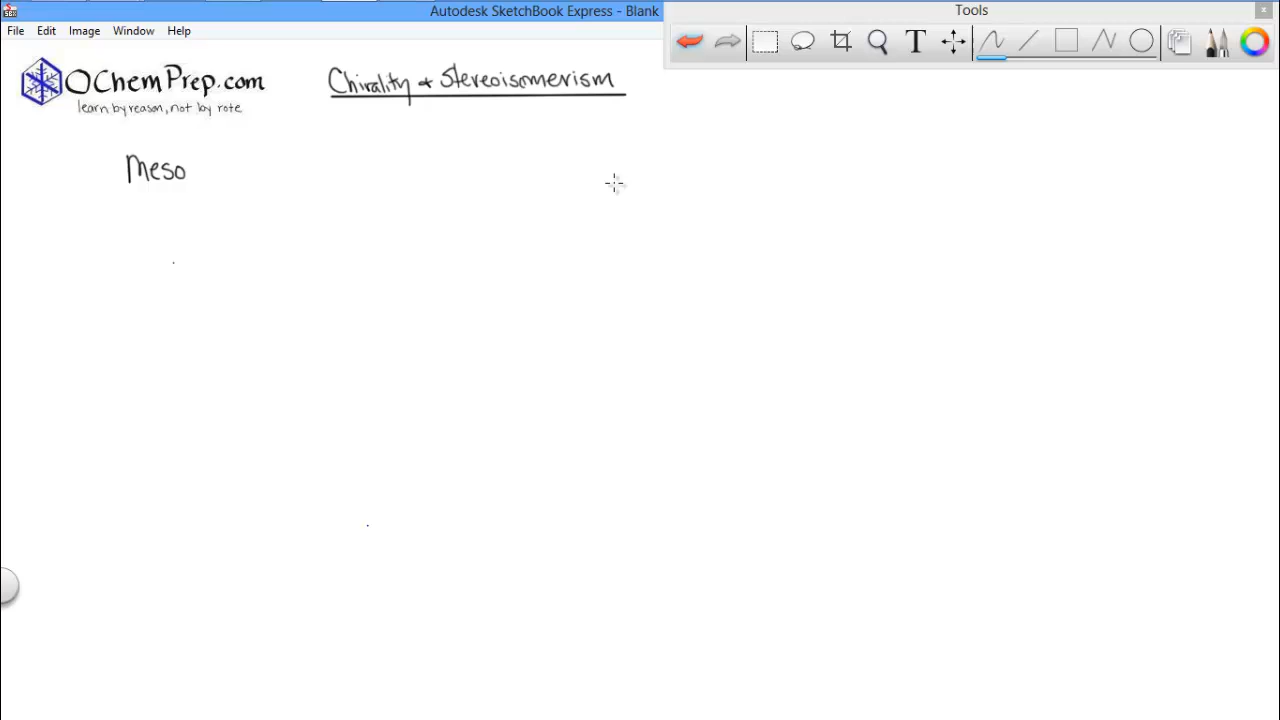 Autodesk SketchBook Express - Blank
Tools
File Edit Image Window Help
OChemPrep.com
learn by reason, not by rote
Chirality + Stereoisomerism
Meso